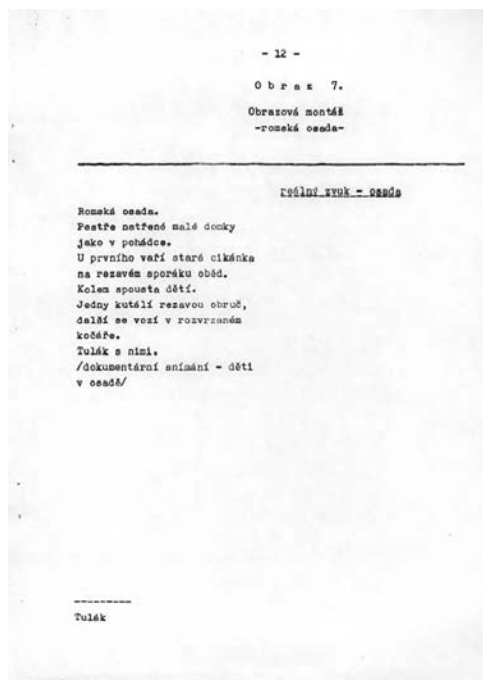 - 12 -
Obraz 7.
Obrazová montáž
-romská osada-
reálný zvuk - osada
Romská osada.
Pestře natřené malé domky
jako v pohádce.
U prvního vaří stará cikánka
na rezavém sporáku oběd.
Kolem spousta dětí.
Jedny kutálí rezavou obruč,
další se vozí v rozvrzaném
kočáře.
Tulák s nimi.
/dokumentární snímání - děti
v osadě/
---------
Tulák